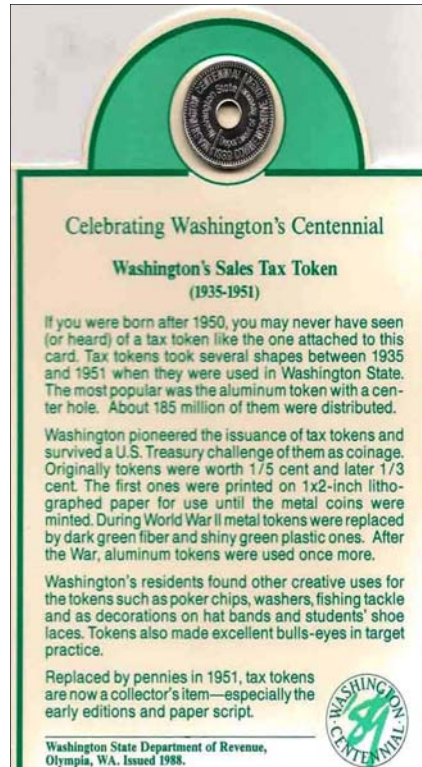 Celebrating Washington's Centennial
Washington's Sales Tax Token
(1935-1951)
If you were born after 1950, you may never have seen
(or heard) of a tax token like the one attached to this
card. Tax tokens took several shapes between 1935
and 1951 when they were used in Washington State.
The most popular was the aluminum token with a cen-
ter hole. About 185 million of them were distributed.
Washington pioneered the issuance of tax tokens and
survived a U.S. Treasury challenge of them as coinage.
Originally tokens were worth 1/5 cent and later 1/3
cent. The first ones were printed on 1x2-inch litho-
graphed paper for use until the metal coins were
minted. During World War II metal tokens were replaced
by dark green fiber and shiny green plastic ones. After
the War, aluminum tokens were used once more.
Washington's residents found other creative uses for
the tokens such as poker chips, washers, fishing tackle
and as decorations on hat bands and students' shoe
laces. Tokens also made excellent bulls-eyes in target
practice.
Replaced by pennies in 1951, tax tokens
are now a collector's item—especially the
early editions and paper script.
WASHINGTON
89
CENTENNIAL
Washington State Department of Revenue,
Olympia, WA. Issued 1988.